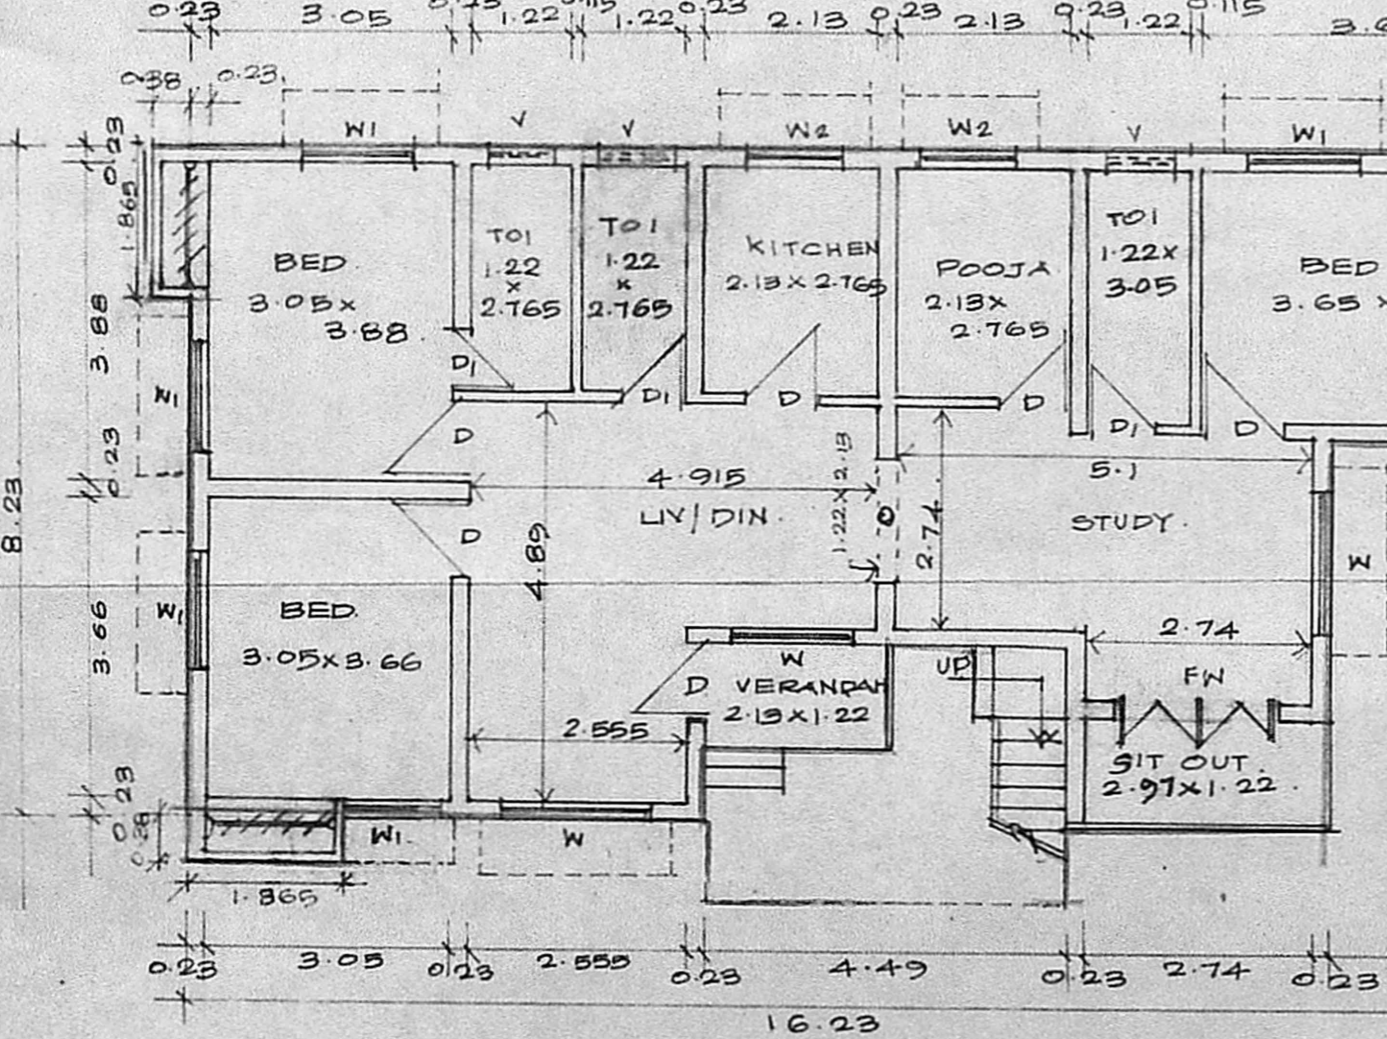 0.23 3.05 0.23 1.22 0.115 1.22 0.23 2.13 0.23 2.13 0.23 1.22 0.115
0.38 0.23
W1 V V W2 W2 V W1
0.23
1.865
BED
3.05x
3.88
TOI
1.22
x
2.765
TOI
1.22
x
2.765
KITCHEN
2.13 x 2.765
POOJA
2.13x
2.765
TOI
1.22x
3.05
BED
3.65 x
3.88
W1
D1
D1
D
D
D1
D
D
0.23
8.23
4.915
LIV/DIN.
4.89
1.22x2.13
O
2.74
5.1
STUDY.
D
W
W1
BED.
3.05x3.66
3.66
2.74
W
UP
FW
D
VERANDAH
2.13x1.22
2.555
SIT OUT.
2.97x1.22.
0.23
W1.
W
1.865
0.23 3.05 0.23 2.555 0.23 4.49 0.23 2.74 0.23
16.23